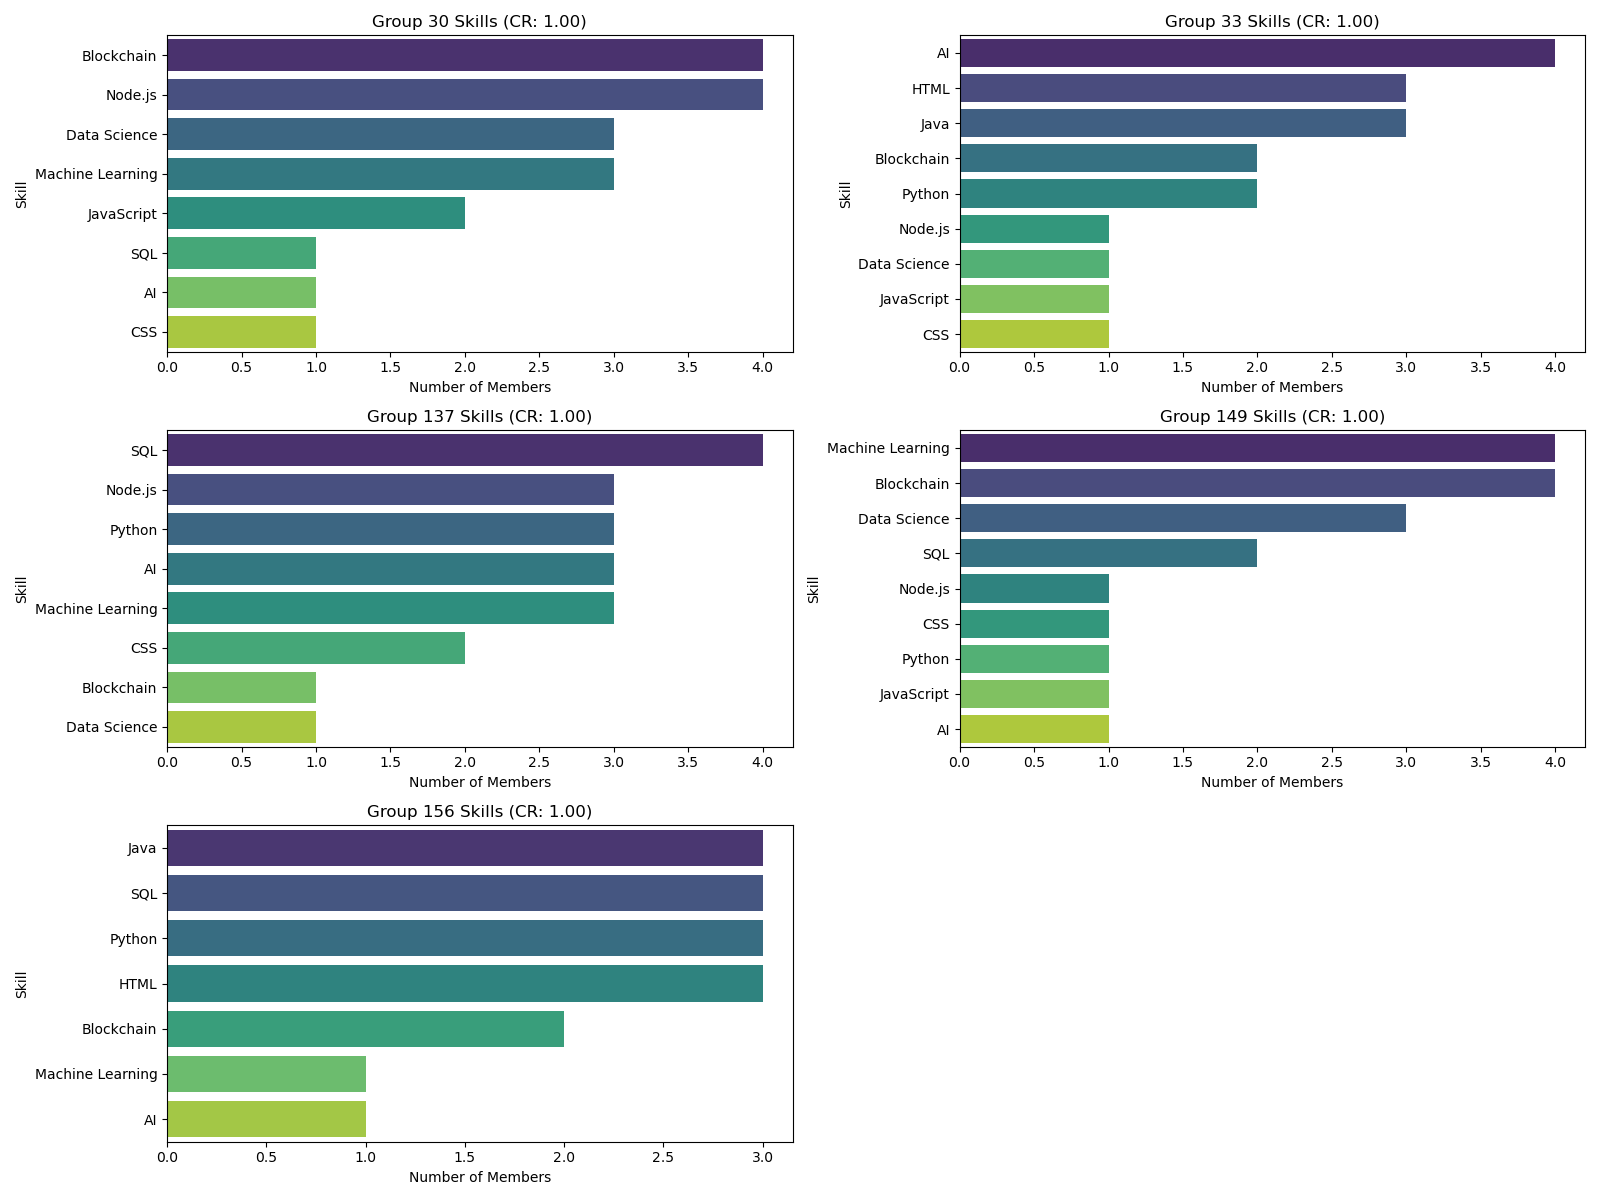 Group 30 Skills (CR: 1.00)
Skill
Blockchain
Node.js
Data Science
Machine Learning
JavaScript
SQL
AI
CSS
0.0 0.5 1.0 1.5 2.0 2.5 3.0 3.5 4.0
Number of Members
Group 33 Skills (CR: 1.00)
Skill
AI
HTML
Java
Blockchain
Python
Node.js
Data Science
JavaScript
CSS
0.0 0.5 1.0 1.5 2.0 2.5 3.0 3.5 4.0
Number of Members
Group 137 Skills (CR: 1.00)
Skill
SQL
Node.js
Python
AI
Machine Learning
CSS
Blockchain
Data Science
0.0 0.5 1.0 1.5 2.0 2.5 3.0 3.5 4.0
Number of Members
Group 149 Skills (CR: 1.00)
Skill
Machine Learning
Blockchain
Data Science
SQL
Node.js
CSS
Python
JavaScript
AI
0.0 0.5 1.0 1.5 2.0 2.5 3.0 3.5 4.0
Number of Members
Group 156 Skills (CR: 1.00)
Skill
Java
SQL
Python
HTML
Blockchain
Machine Learning
AI
0.0 0.5 1.0 1.5 2.0 2.5 3.0
Number of Members